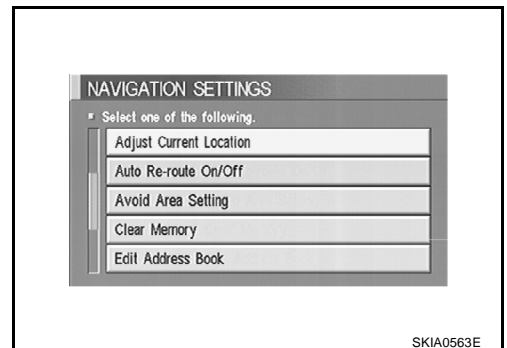 NAVIGATION SETTINGS
Select one of the following.
Adjust Current Location
Auto Re-route On/Off
Avoid Area Setting
Clear Memory
Edit Address Book
SKIA0563E